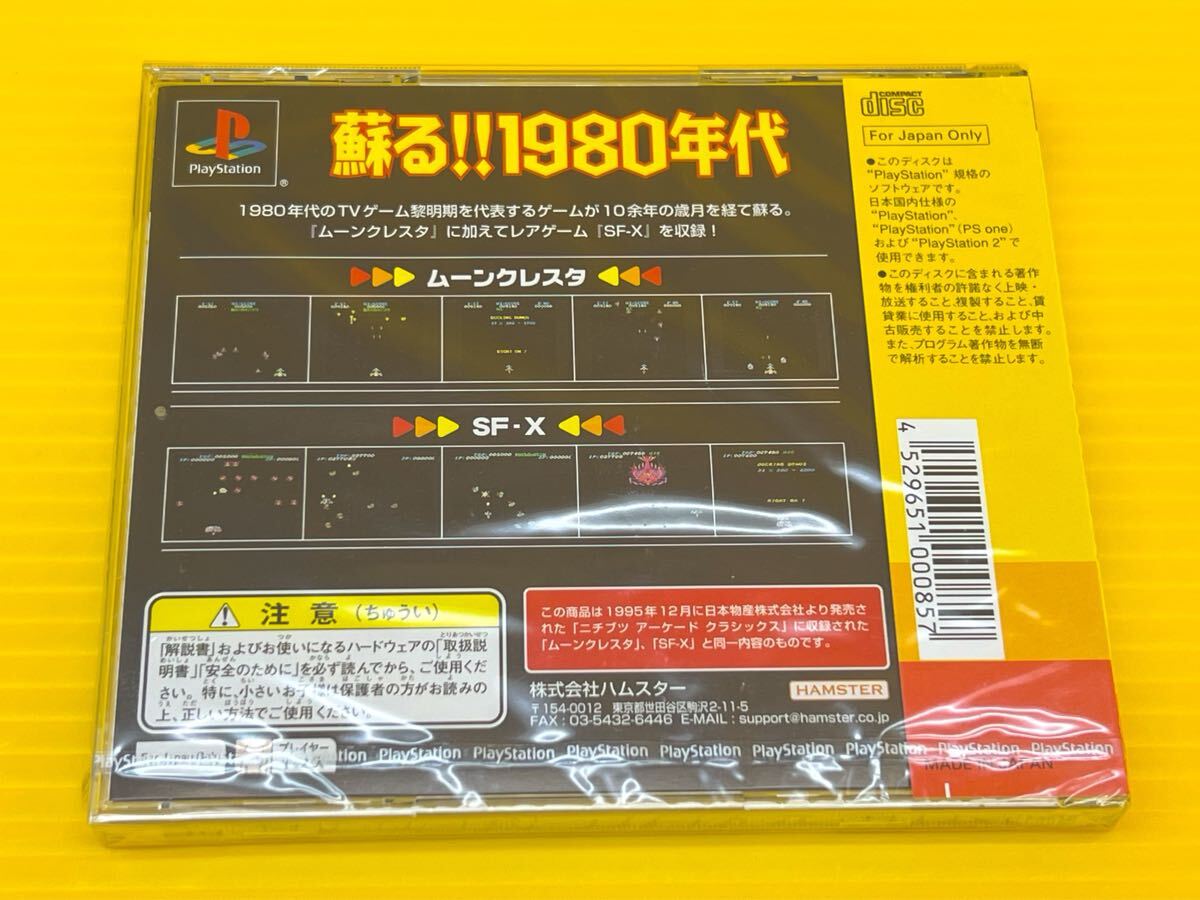 PlayStation
®
蘇る!!1980年代
1980年代のTVゲーム黎明期を代表するゲームが10余年の歳月を経て蘇る。
『ムーンクレスタ』に加えてレアゲーム『SF-X』を収録！
ムーンクレスタ
RIGHT ON !
SF-X
RIGHT ON !
注意(ちゅうい)
「解説書」およびお使いになるハードウェアの「取扱説
明書」「安全のために」を必ず読んでから、ご使用くだ
さい。特に、小さいお子様は保護者の方がお読みの
上、正しい方法でご使用ください。
この商品は1995年12月に日本物産株式会社より発売さ
れた「ニチブツ アーケード クラシックス」に収録された
「ムーンクレスタ」、「SF-X」と同一内容のものです。
株式会社ハムスター
HAMSTER
〒154-0012 東京都世田谷区駒沢2-11-5
FAX : 03-5432-6446 E-MAIL : support@hamster.co.jp
プレイヤー
PlayStation PlayStation PlayStation PlayStation PlayStation PlayStation PlayStation PlayStation
COMPACT
disc
For Japan Only
●このディスクは
"PlayStation" 規格の
ソフトウェアです。
日本国内仕様の
"PlayStation"、
"PlayStation" (PS one)
および"PlayStation 2"で
使用できます。
●このディスクに含まれる著作
物を権利者の許諾なく上映・
放送すること、複製すること、賃
貸業に使用すること、および中
古販売することを禁止します。
また、プログラム著作物を無断
で解析することを禁止します。
4 529651 000857
MADE IN JAPAN